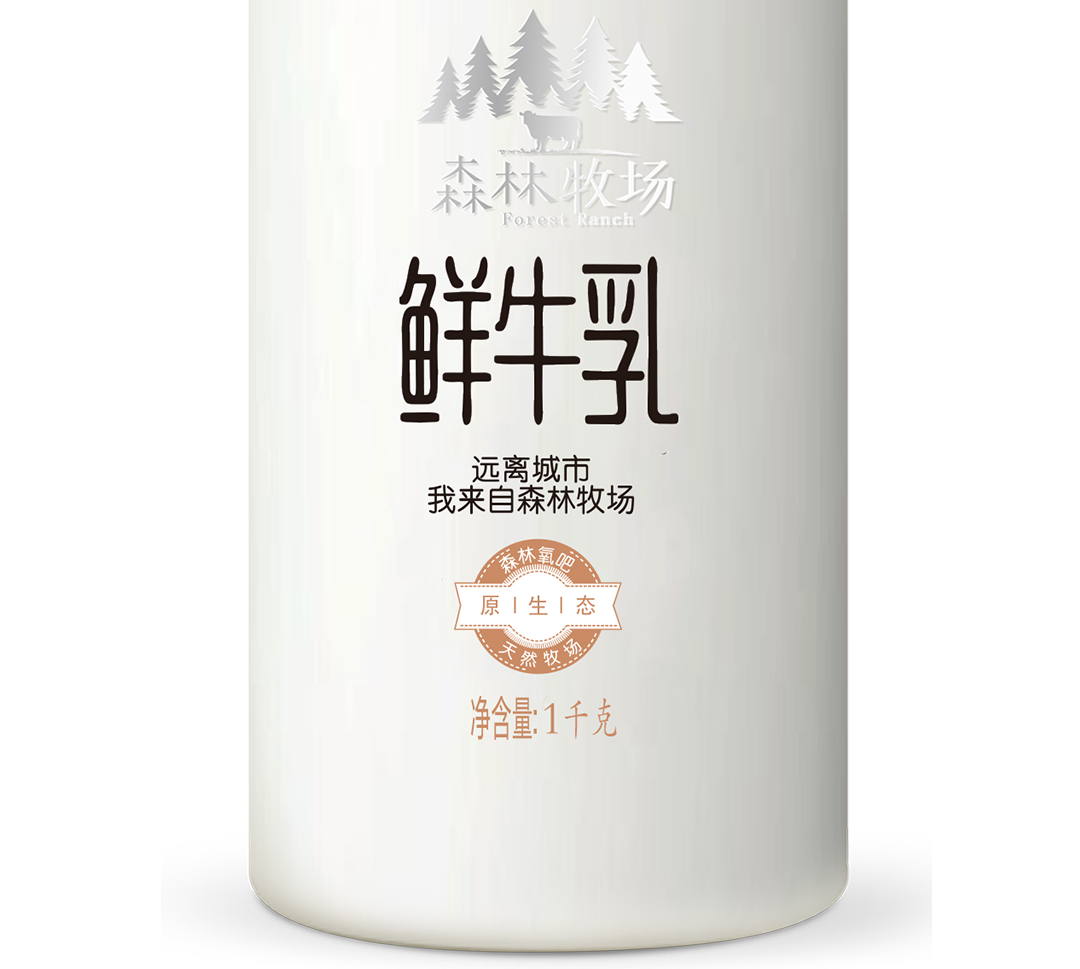 森林牧场
Forest Ranch
鲜牛乳
远离城市
我来自森林牧场
森林氧吧
原|生|态
天然牧场
净含量:1千克